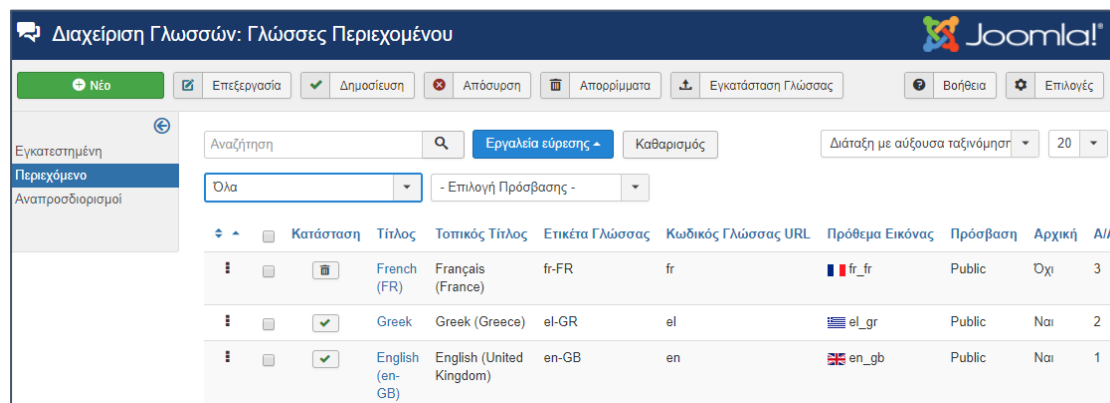 Διαχείριση Γλωσσών: Γλώσσες Περιεχομένου
Joomla!®
Νέο Επεξεργασία Δημοσίευση Απόσυρση Απορρίμματα Εγκατάσταση Γλώσσας Βοήθεια Επιλογές
Εγκατεστημένη
Περιεχόμενο
Αναπροσδιορισμοί
Αναζήτηση Εργαλεία εύρεσης Καθαρισμός Διάταξη με αύξουσα ταξινόμησ 20
Όλα - Επιλογή Πρόσβασης -
Κατάσταση Τίτλος Τοπικός Τίτλος Ετικέτα Γλώσσας Κωδικός Γλώσσας URL Πρόθεμα Εικόνας Πρόσβαση Αρχική Α/Α
French Français fr-FR fr fr_fr Public Όχι 3
(FR) (France)
Greek Greek (Greece) el-GR el el_gr Public Ναι 2
English English (United en-GB en en_gb Public Ναι 1
(en- Kingdom)
GB)